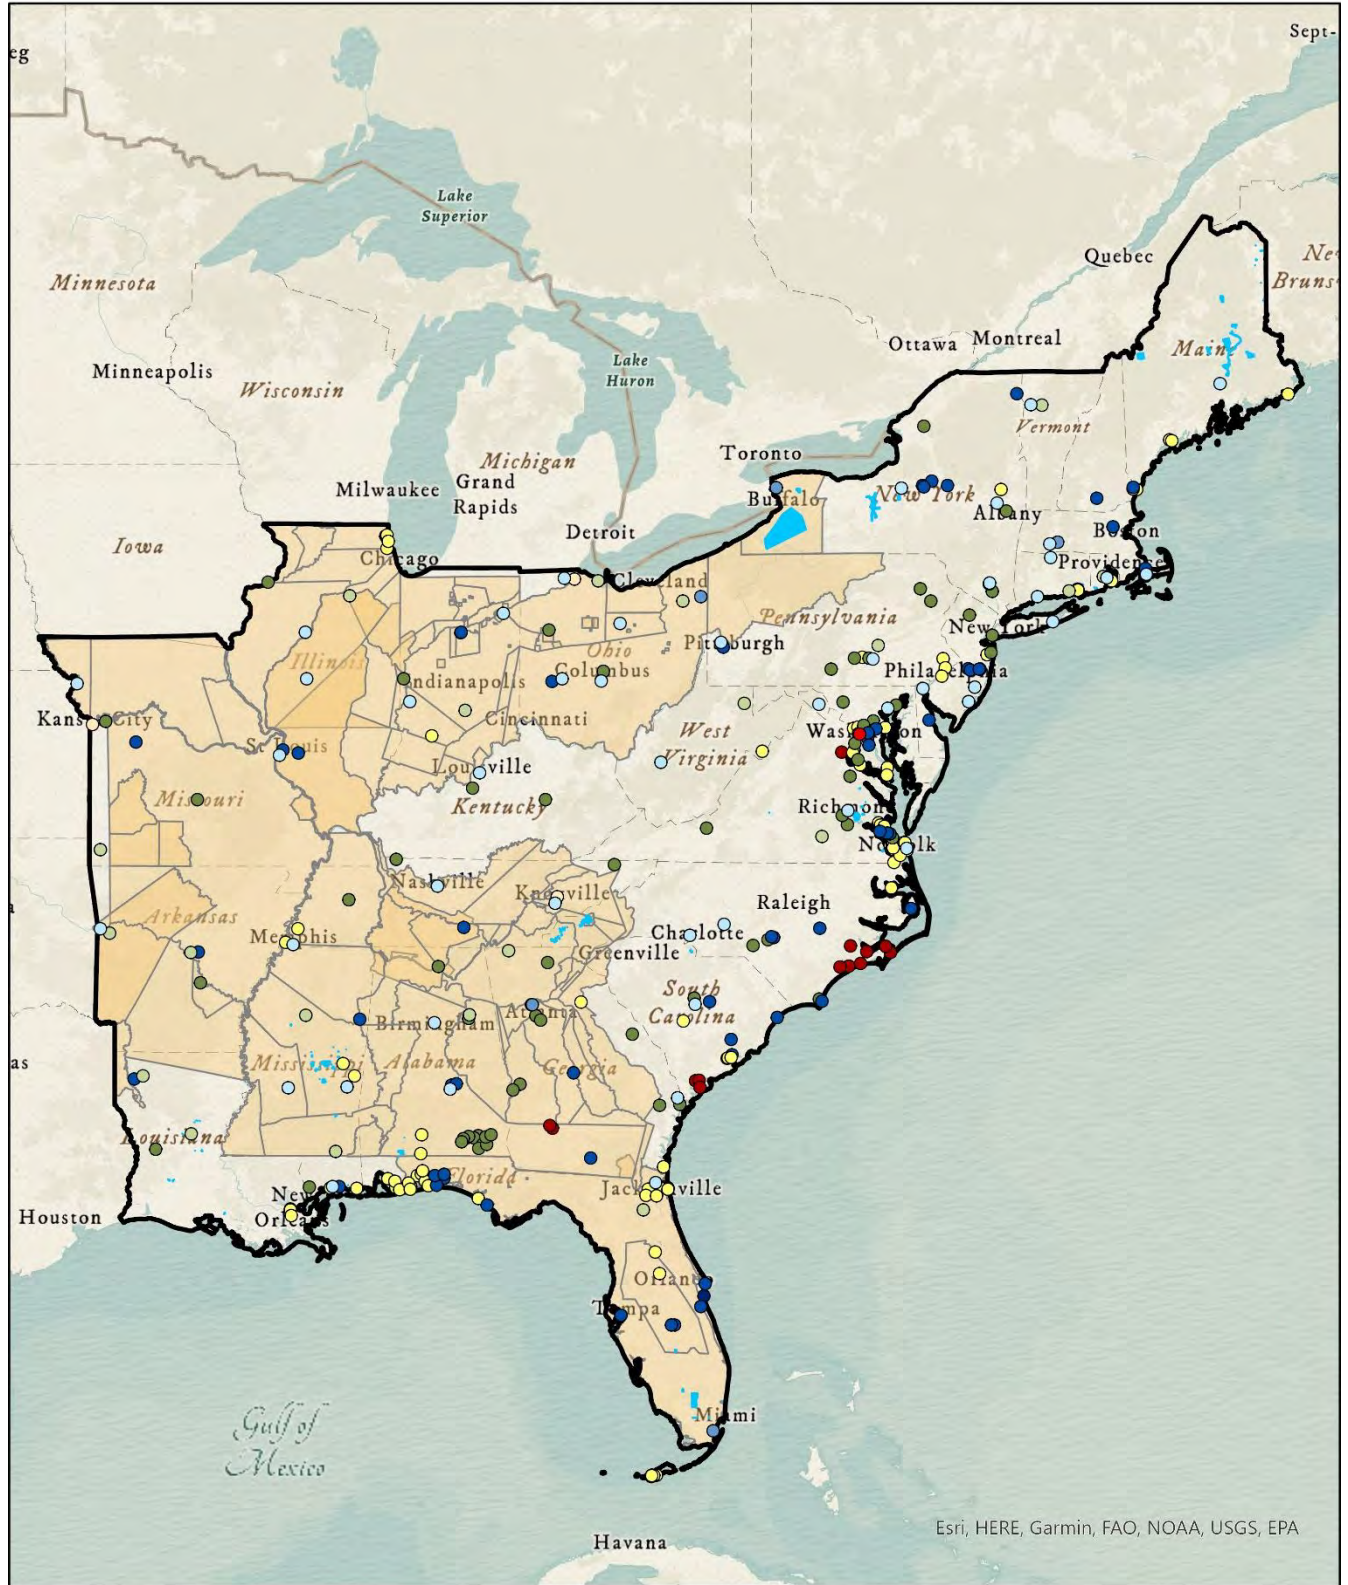 Sept-
eg
Lake
Superior
Quebec
Ne
Bruns
Minnesota
Ottawa Montreal
Maine
Minneapolis
Lake
Huron
Wisconsin
Vermont
Toronto
Michigan
Milwaukee
Grand
Rapids
Buffalo
New York
Albany
Detroit
Boston
Iowa
Chicago
Providence
Cleveland
Pennsylvania
New York
Pittsburgh
Ohio
Illinois
Columbus
Philadelphia
Indianapolis
Kansas City
Cincinnati
West
Virginia
Washington
St Louis
Louisville
Missouri
Kentucky
Richmond
Norfolk
Nashville
Knoxville
Raleigh
Arkansas
Memphis
Charlotte
Greenville
South
Carolina
Atlanta
Birmingham
as
Mississippi
Alabama
Georgia
Louisiana
Florida
Jacksonville
New
Orleans
Houston
Orlando
Tampa
Miami
Gulf of
Mexico
Esri, HERE, Garmin, FAO, NOAA, USGS, EPA
Havana